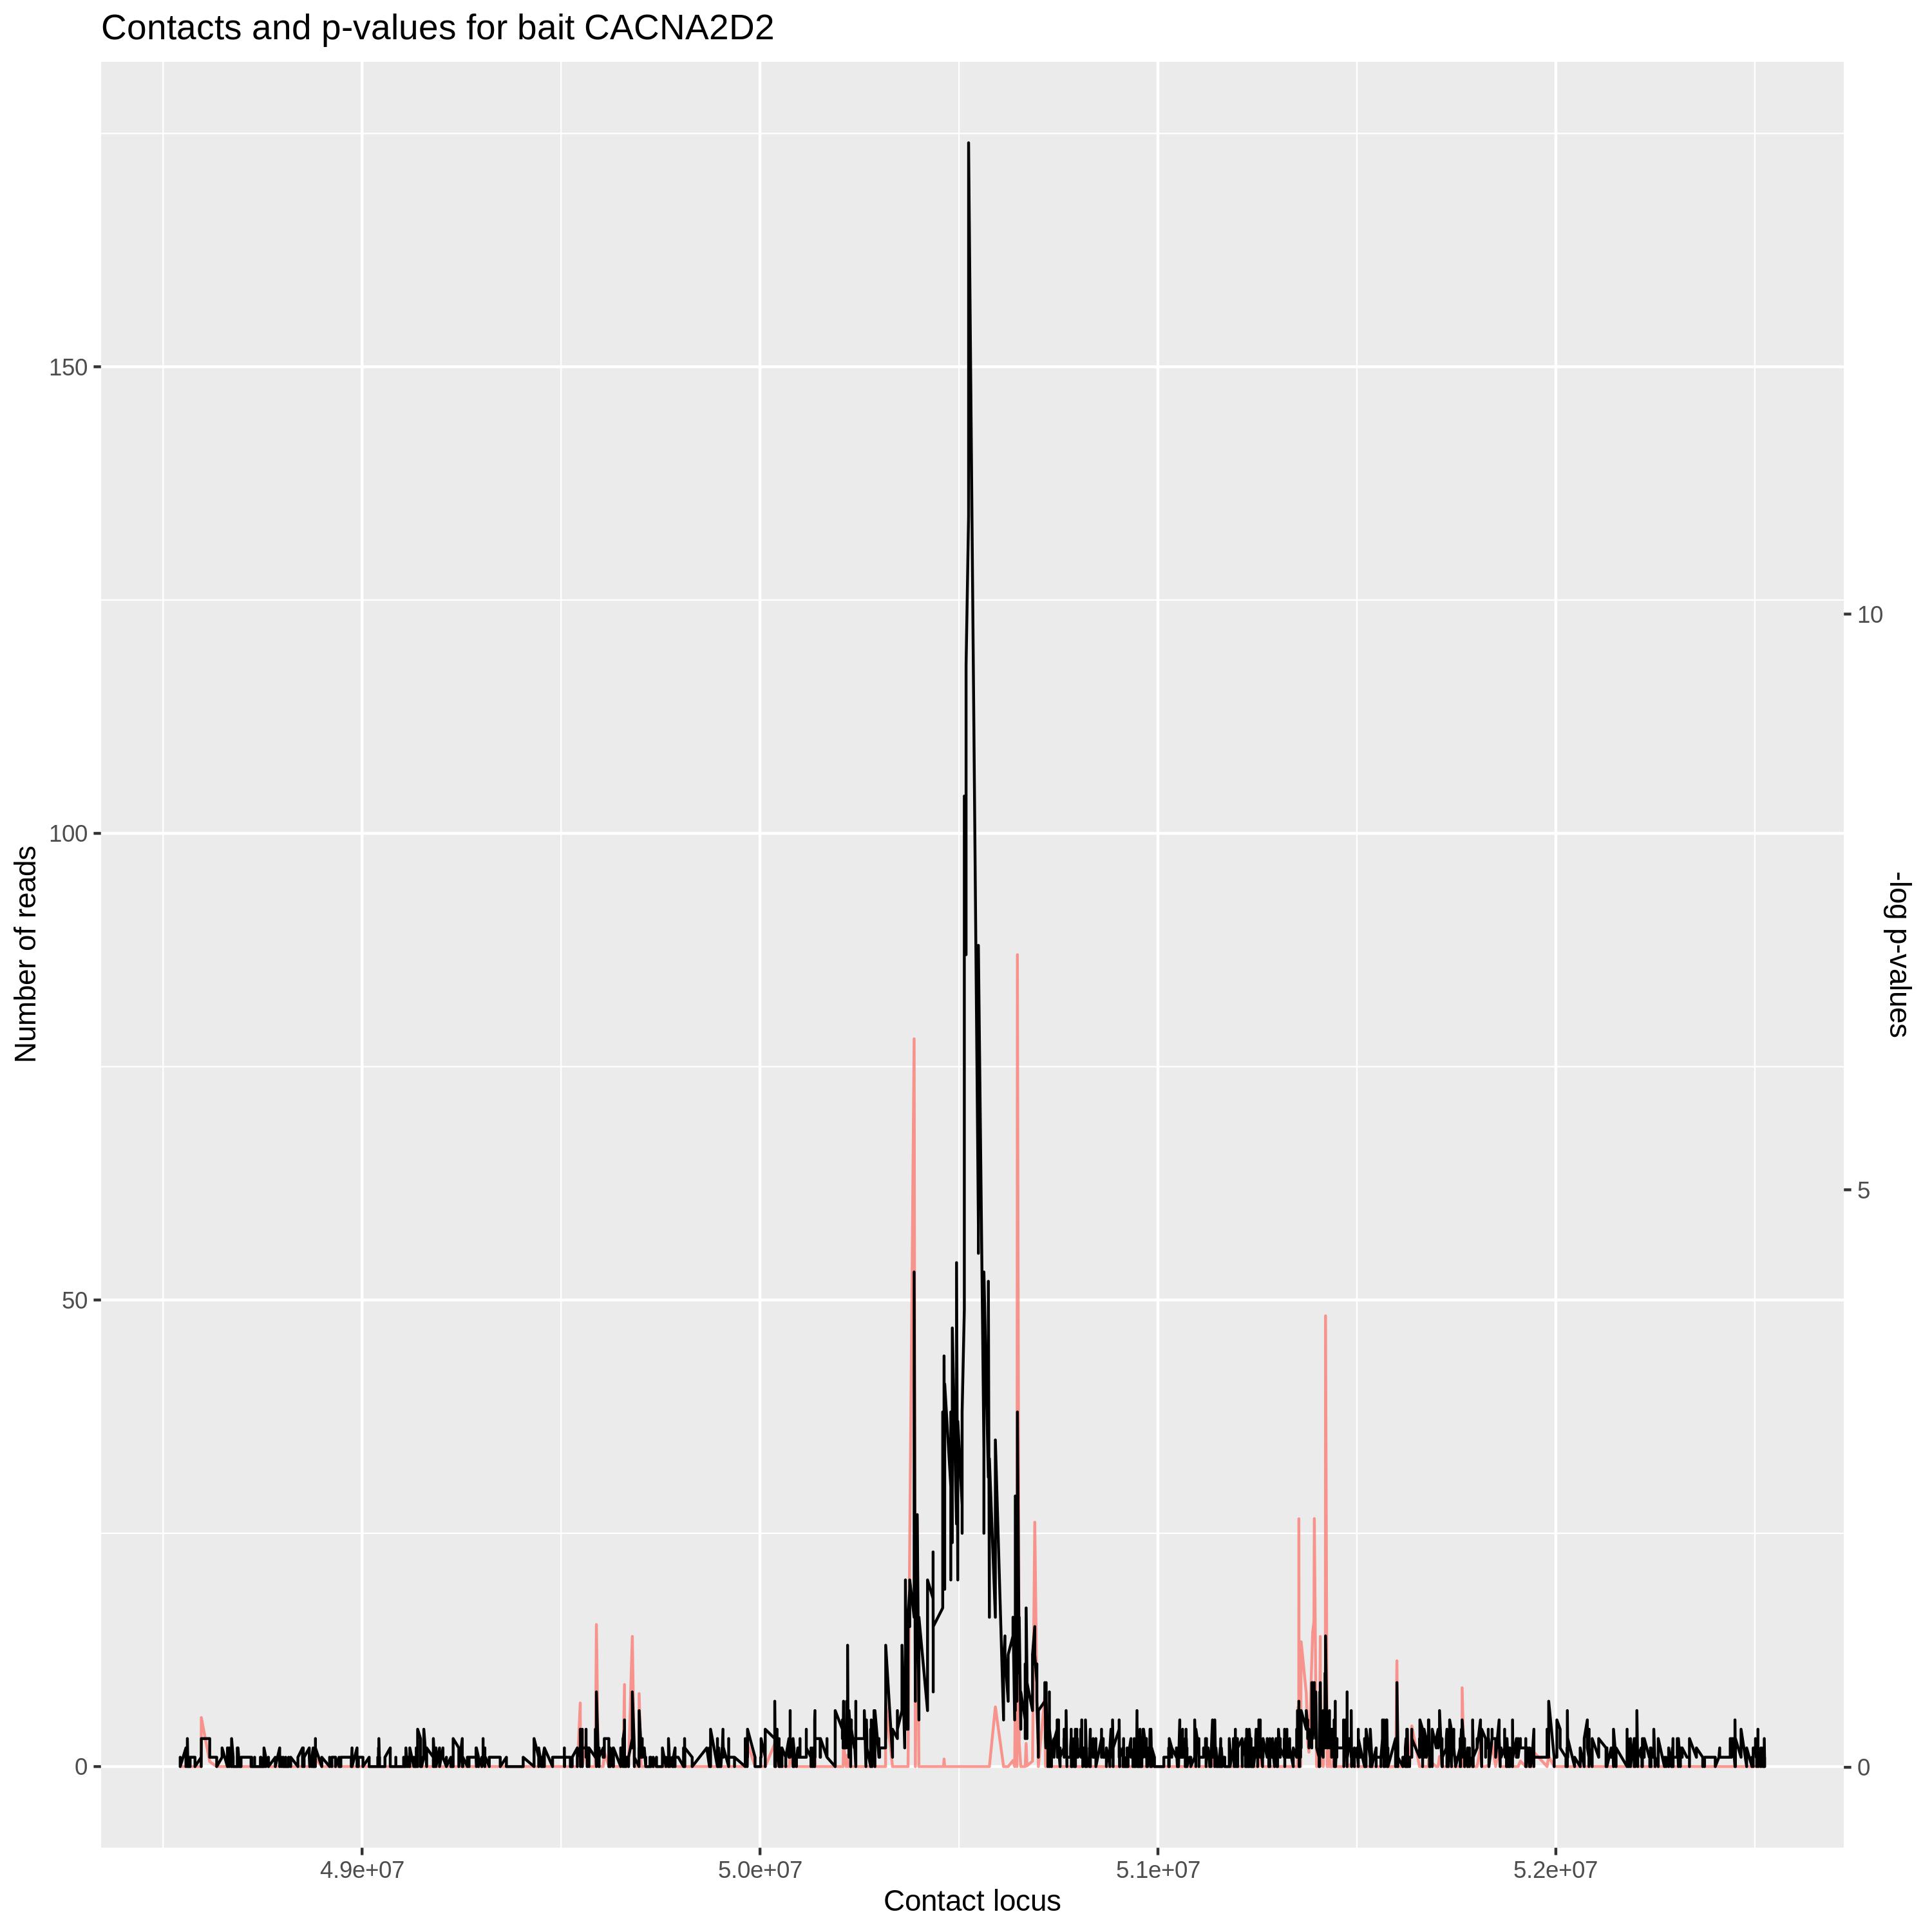 Contacts and p-values for bait CACNA2D2
150
100
50
0
10
5
0
Number of reads
-log p-values
4.9e+07 5.0e+07 5.1e+07 5.2e+07
Contact locus